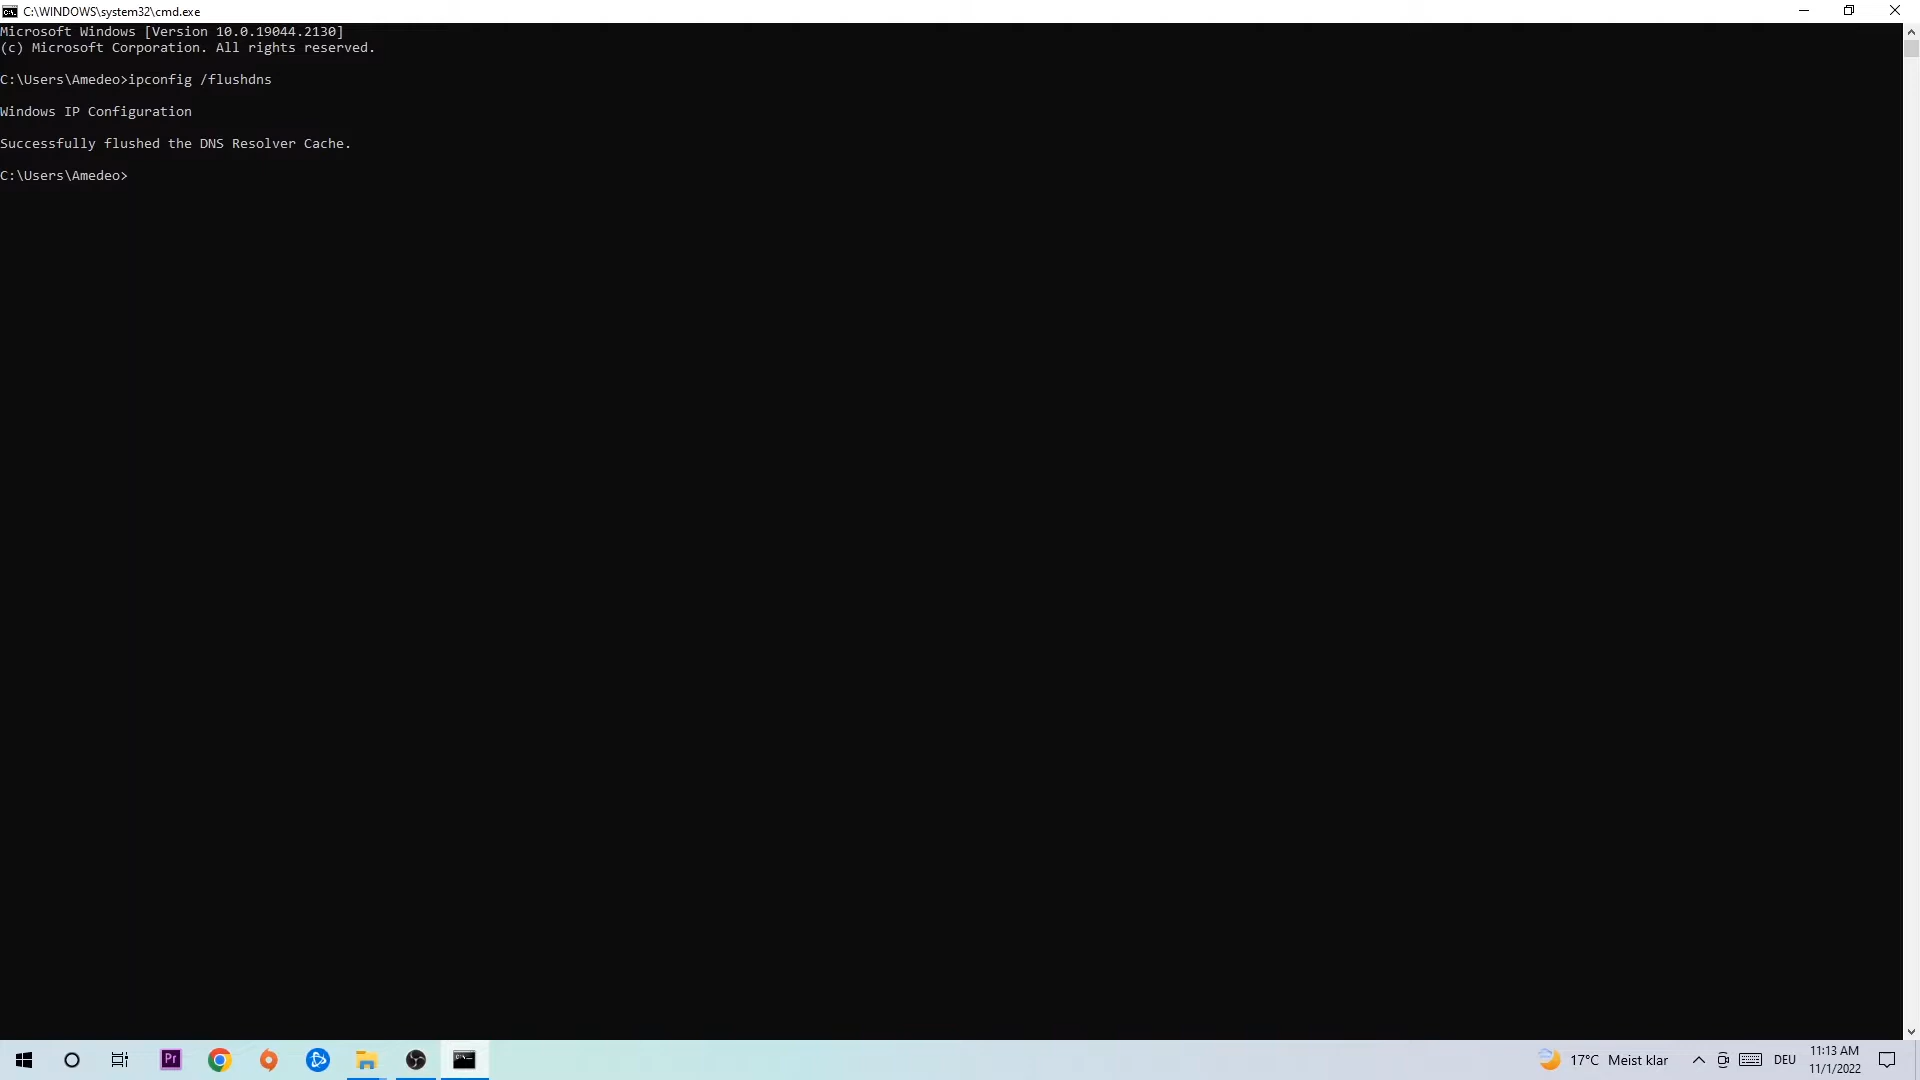 C:\WINDOWS\system32\cmd.exe
Microsoft Windows [Version 10.0.19044.2130]
(c) Microsoft Corporation. All rights reserved.
C:\Users\Amedeo>ipconfig /flushdns
Windows IP Configuration
Successfully flushed the DNS Resolver Cache.
C:\Users\Amedeo>
Pr
17°C Meist klar
DEU
11:13 AM
11/1/2022